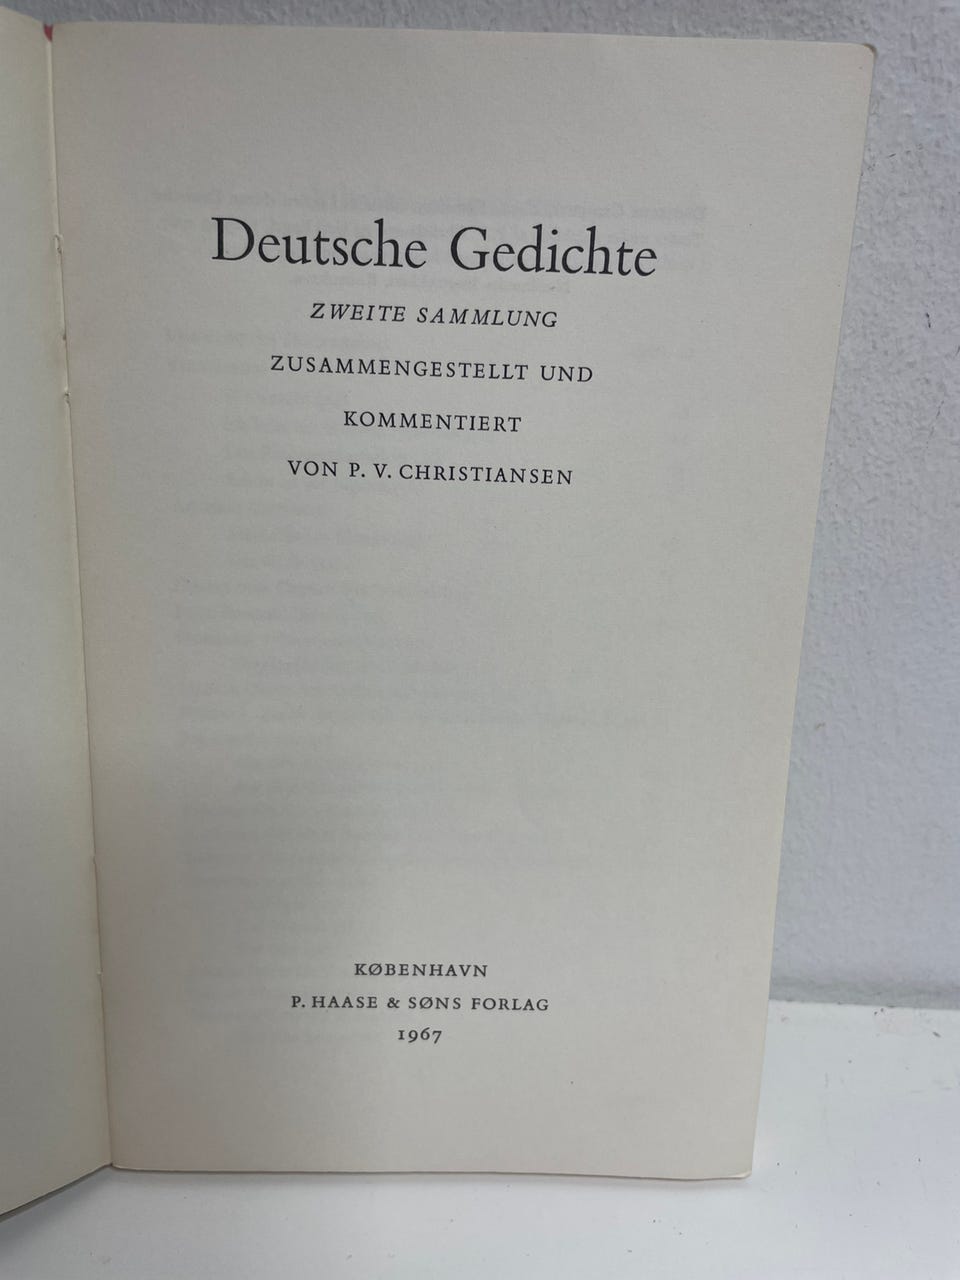 Deutsche Gedichte
ZWEITE SAMMLUNG
ZUSAMMENGESTELLT UND
KOMMENTIERT
VON P. V. CHRISTIANSEN
KØBENHAVN
P. HAASE & SØNS FORLAG
1967